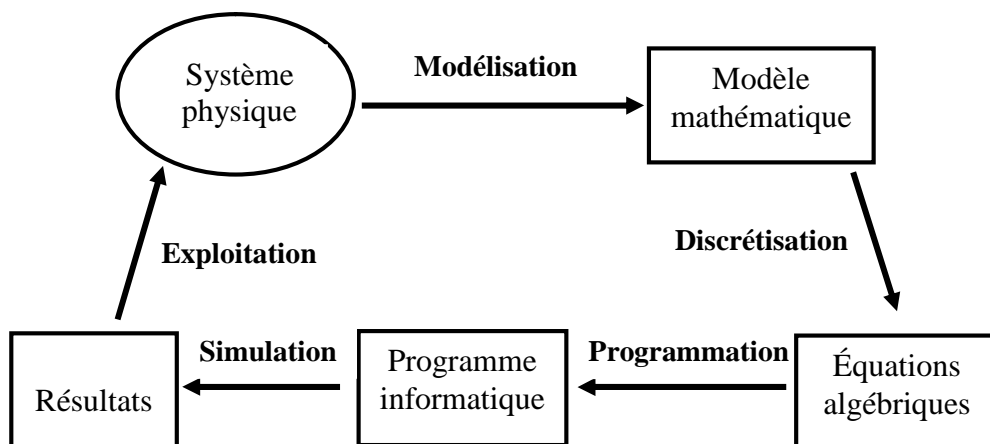 Système
physique
Modélisation
Modèle
mathématique
Discrétisation
Équations
algébriques
Programmation
Programme
informatique
Simulation
Résultats
Exploitation